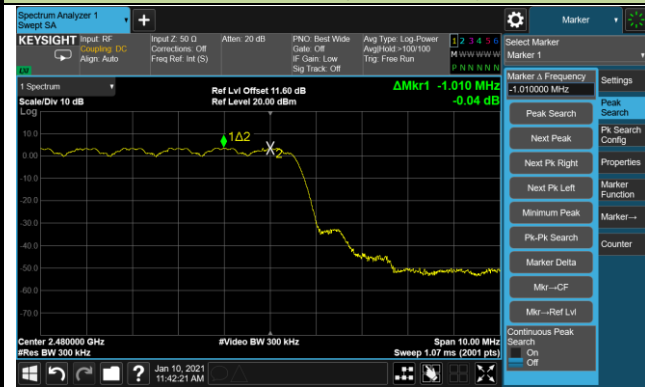 Spectrum Analyzer 1
Swept SA
+
Marker
KEYSIGHT
Input: RF
Coupling: DC
Align: Auto
Input Z: 50 Ω
Corrections: Off
Freq Ref: Int (S)
Atten: 20 dB
PNO: Best Wide
Gate: Off
IF Gain: Low
Sig Track: Off
Avg Type: Log-Power
Avg|Hold:>100/100
Trig: Free Run
1 2 3 4 5 6
M W W W W W
P N N N N N
Select Marker
Marker 1
1 Spectrum
Scale/Div 10 dB
Ref Lvl Offset 11.60 dB
Ref Level 20.00 dBm
ΔMkr1 -1.010 MHz
-0.04 dB
Log
10.0
0.00
-10.0
-20.0
-30.0
-40.0
-50.0
-60.0
-70.0
1Δ2
X2
Center 2.480000 GHz
#Res BW 300 kHz
#Video BW 300 kHz
Span 10.00 MHz
Sweep 1.07 ms (2001 pts)
Marker Δ Frequency
-1.010000 MHz
Peak Search
Next Peak
Next Pk Right
Next Pk Left
Minimum Peak
Pk-Pk Search
Marker Delta
Mkr→CF
Mkr→Ref Lvl
Continuous Peak
Search
On
Off
Settings
Peak
Search
Pk Search
Config
Properties
Marker
Function
Marker→
Counter
?
Jan 10, 2021
11:42:21 AM